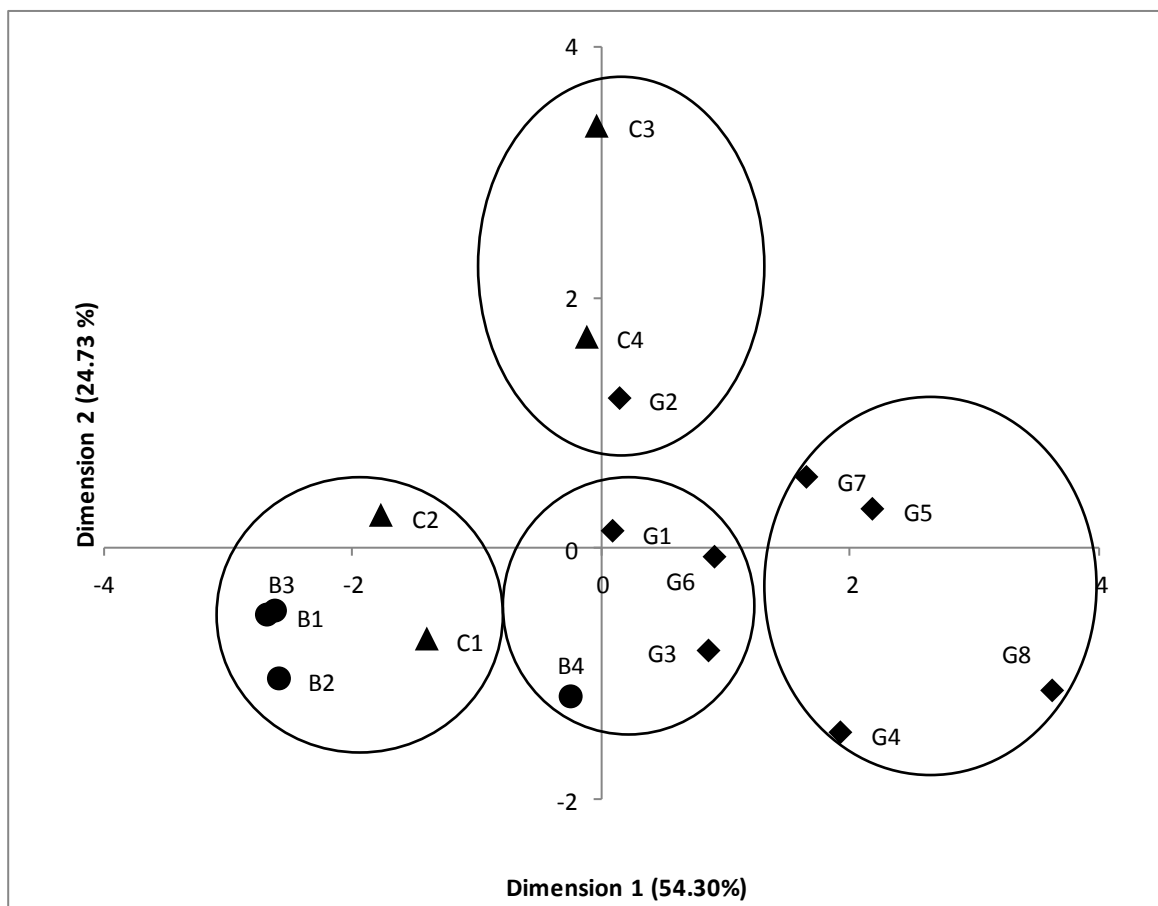 4
C3
2
C4
G2
Dimension 2 (24.73 %)
G7
C2
G5
G1
0
-4
-2
0
2
4
B3
G6
B1
C1
G3
G8
B4
B2
G4
-2
Dimension 1 (54.30%)